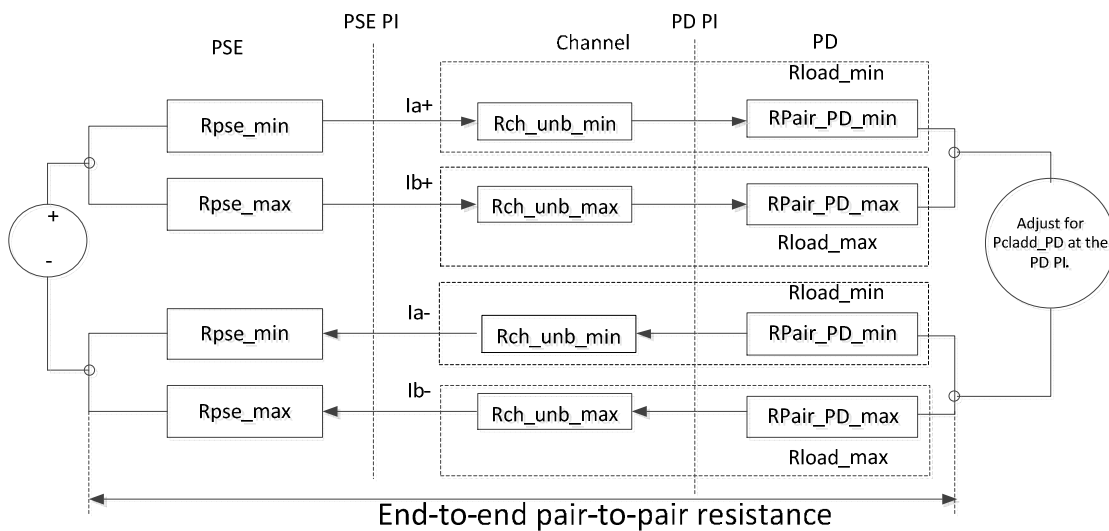 PSE PI
PD PI
PSE
Channel
PD
Rload_min
Ia+
Rpse_min
Rch_unb_min
RPair_PD_min
Ib+
Rpse_max
Rch_unb_max
RPair_PD_max
Rload_max
+
-
Adjust for
Pcladd_PD at the
PD PI.
Rload_min
Ia-
Rpse_min
Rch_unb_min
RPair_PD_min
Ib-
Rpse_max
Rch_unb_max
RPair_PD_max
Rload_max
End-to-end pair-to-pair resistance